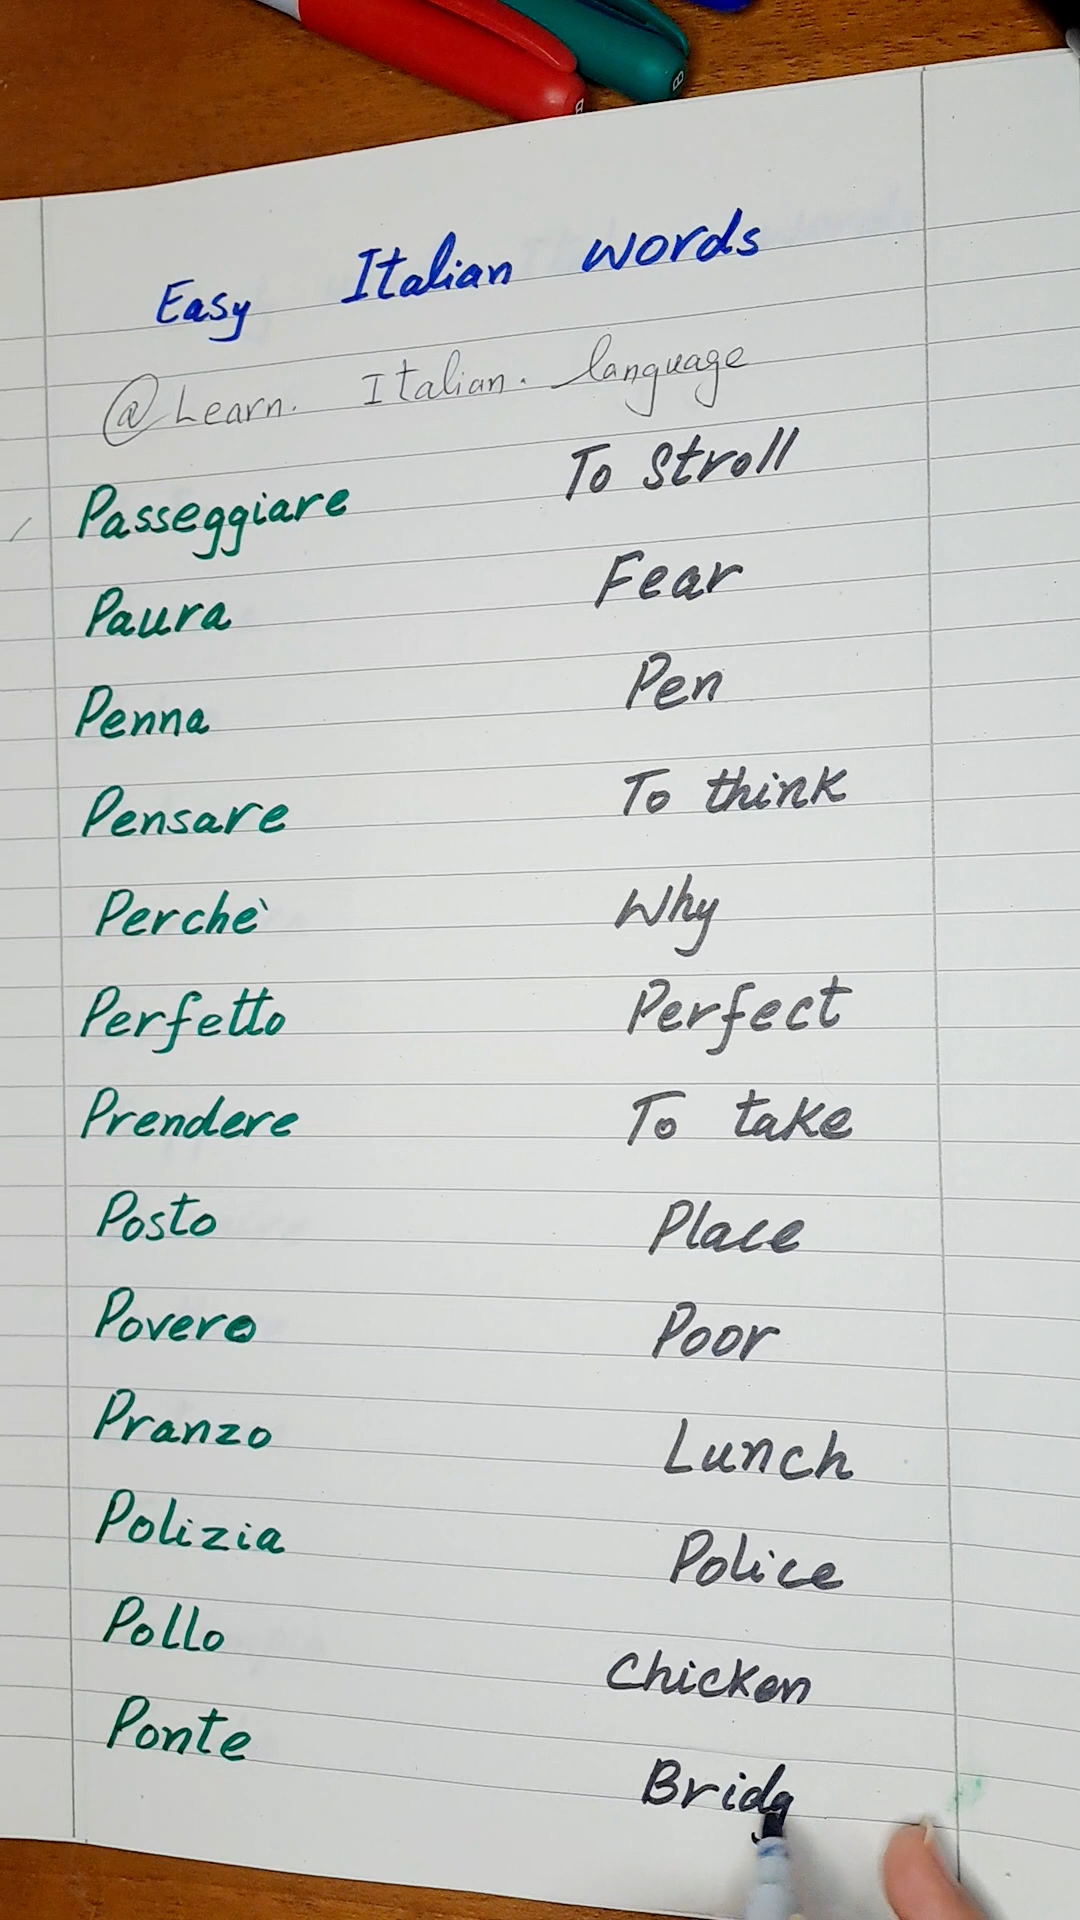 Easy Italian words
@Learn. Italian. language
Passeggiare To Stroll
Paura Fear
Penna Pen
Pensare To think
Perchè Why
Perfetto Perfect
Prendere To take
Posto Place
Povero Poor
Pranzo Lunch
Polizia Police
Pollo Chicken
Ponte Bridg